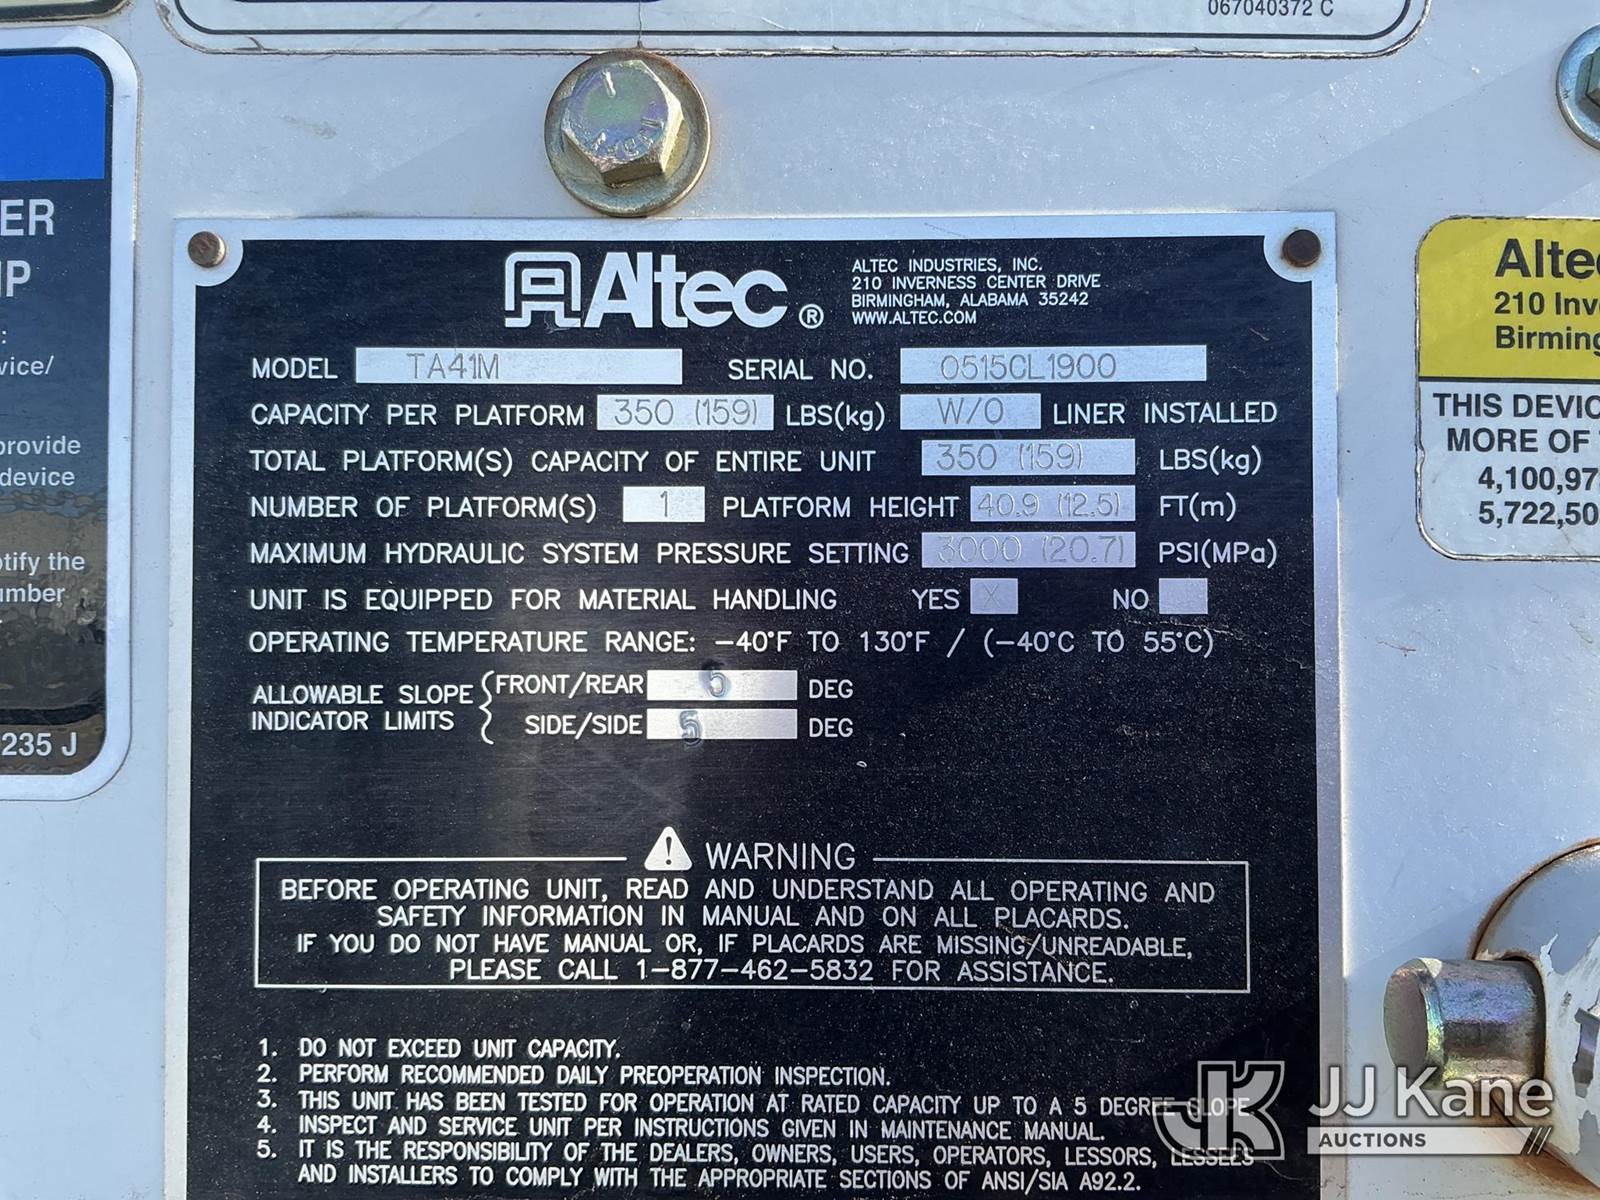 067040372 C
ER
IP
:
vice/
provide
device
otify the
umber
235 J
Altec®
ALTEC INDUSTRIES, INC.
210 INVERNESS CENTER DRIVE
BIRMINGHAM, ALABAMA 35242
WWW.ALTEC.COM
MODEL TA41M SERIAL NO. 0515CL1900
CAPACITY PER PLATFORM 350 (159) LBS(kg) W/O LINER INSTALLED
TOTAL PLATFORM(S) CAPACITY OF ENTIRE UNIT 350 (159) LBS(kg)
NUMBER OF PLATFORM(S) 1 PLATFORM HEIGHT 40.9 (12.5) FT(m)
MAXIMUM HYDRAULIC SYSTEM PRESSURE SETTING 3000 (20.7) PSI(MPa)
UNIT IS EQUIPPED FOR MATERIAL HANDLING YES X NO
OPERATING TEMPERATURE RANGE: -40°F TO 130°F / (-40°C TO 55°C)
ALLOWABLE SLOPE INDICATOR LIMITS { FRONT/REAR 5 DEG
SIDE/SIDE 5 DEG
WARNING
BEFORE OPERATING UNIT, READ AND UNDERSTAND ALL OPERATING AND
SAFETY INFORMATION IN MANUAL AND ON ALL PLACARDS.
IF YOU DO NOT HAVE MANUAL OR, IF PLACARDS ARE MISSING/UNREADABLE,
PLEASE CALL 1-877-462-5832 FOR ASSISTANCE.
1. DO NOT EXCEED UNIT CAPACITY.
2. PERFORM RECOMMENDED DAILY PREOPERATION INSPECTION.
3. THIS UNIT HAS BEEN TESTED FOR OPERATION AT RATED CAPACITY UP TO A 5 DEGREE SLOPE
4. INSPECT AND SERVICE UNIT PER INSTRUCTIONS GIVEN IN MAINTENANCE MANUAL.
5. IT IS THE RESPONSIBILITY OF THE DEALERS, OWNERS, USERS, OPERATORS, LESSORS, LESSEES
AND INSTALLERS TO COMPLY WITH THE APPROPRIATE SECTIONS OF ANSI/SIA A92.2.
Alte
210 Inv
Birming
THIS DEVIC
MORE OF
4,100,97
5,722,50
JK JJ Kane
AUCTIONS